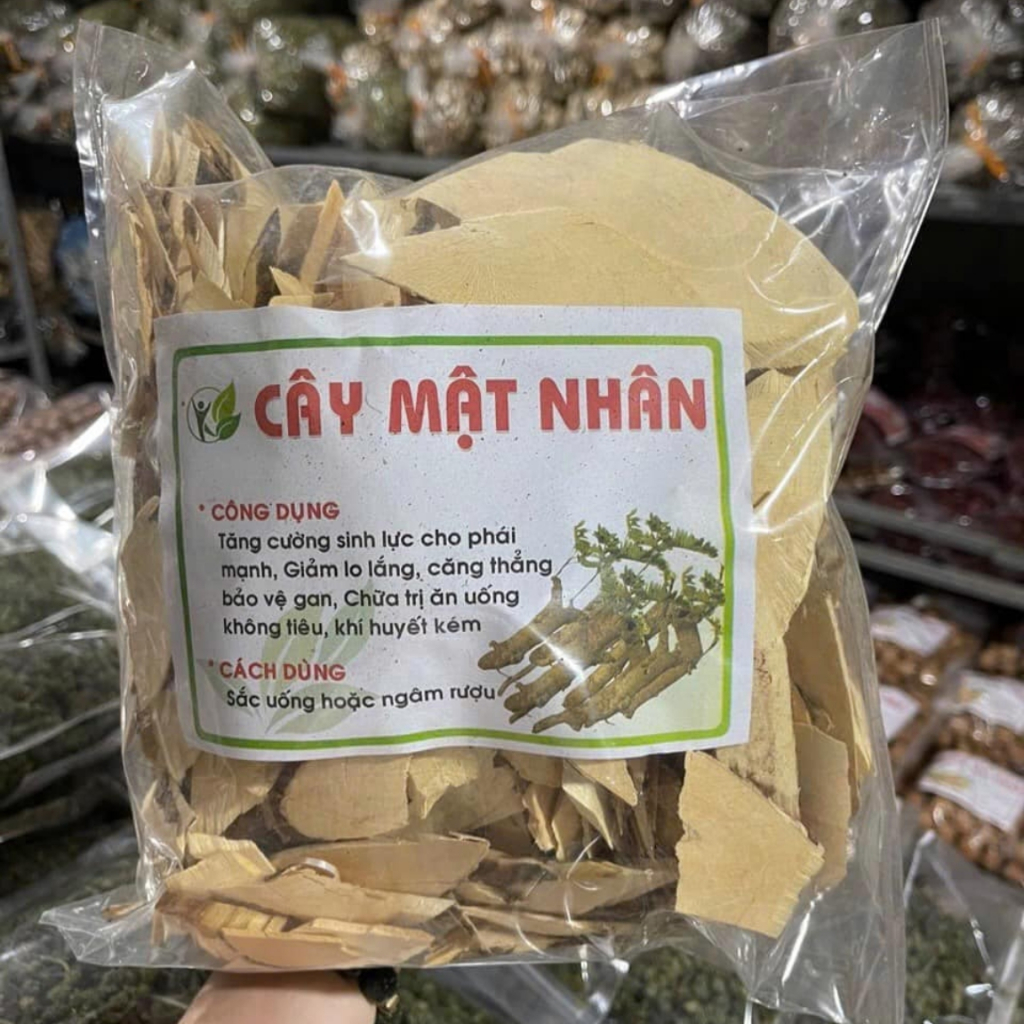 CÂY MẬT NHÂN
* CÔNG DỤNG
Tăng cường sinh lực cho phái
mạnh, Giảm lo lắng, căng thẳng
bảo vệ gan, Chữa trị ăn uống
không tiêu, khí huyết kém
* CÁCH DÙNG
Sắc uống hoặc ngâm rượu